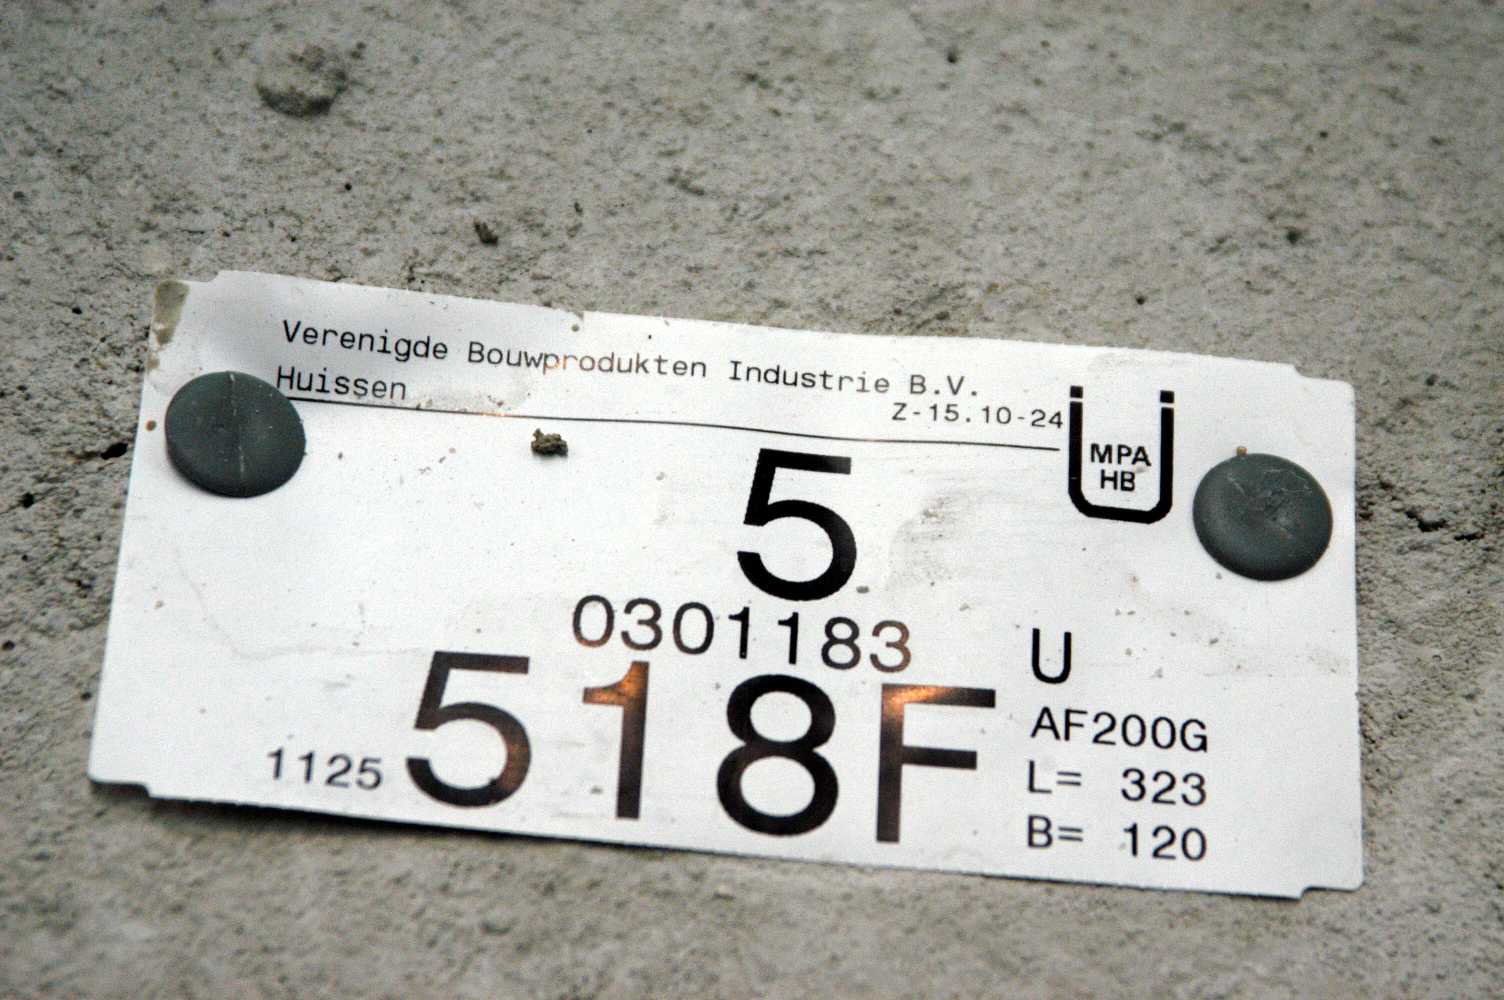 Verenigde Bouwprodukten Industrie B.V.
Huissen
Z-15.10-24
MPA
HB
5
0301183
U
518F
AF200G
1125
L= 323
B= 120